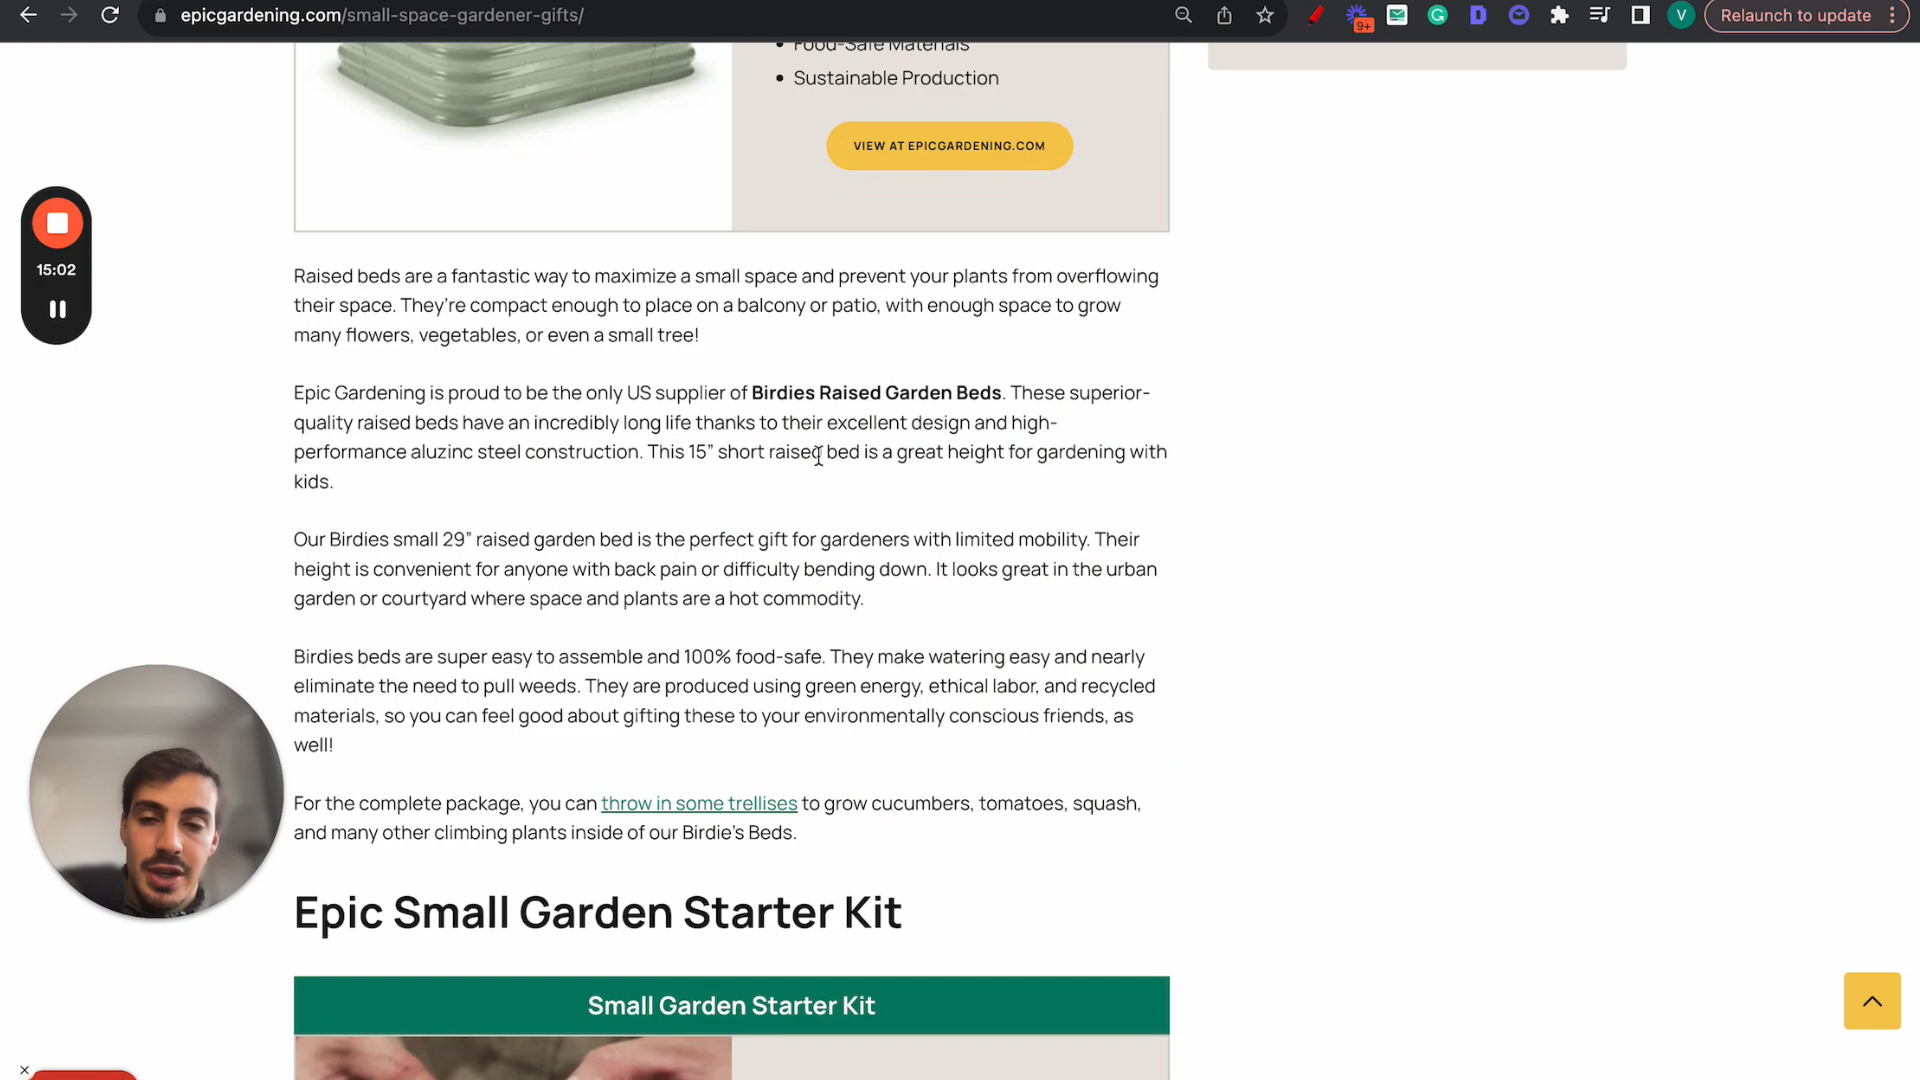 epicgardening.com/small-space-gardener-gifts/
9+
V
Relaunch to update
Food-Safe Materials
Sustainable Production
VIEW AT EPICGARDENING.COM
15:02
Raised beds are a fantastic way to maximize a small space and prevent your plants from overflowing
their space. They’re compact enough to place on a balcony or patio, with enough space to grow
many flowers, vegetables, or even a small tree!
Epic Gardening is proud to be the only US supplier of Birdies Raised Garden Beds. These superior-
quality raised beds have an incredibly long life thanks to their excellent design and high-
performance aluzinc steel construction. This 15” short raised bed is a great height for gardening with
kids.
Our Birdies small 29” raised garden bed is the perfect gift for gardeners with limited mobility. Their
height is convenient for anyone with back pain or difficulty bending down. It looks great in the urban
garden or courtyard where space and plants are a hot commodity.
Birdies beds are super easy to assemble and 100% food-safe. They make watering easy and nearly
eliminate the need to pull weeds. They are produced using green energy, ethical labor, and recycled
materials, so you can feel good about gifting these to your environmentally conscious friends, as
well!
For the complete package, you can throw in some trellises to grow cucumbers, tomatoes, squash,
and many other climbing plants inside of our Birdie’s Beds.
Epic Small Garden Starter Kit
Small Garden Starter Kit